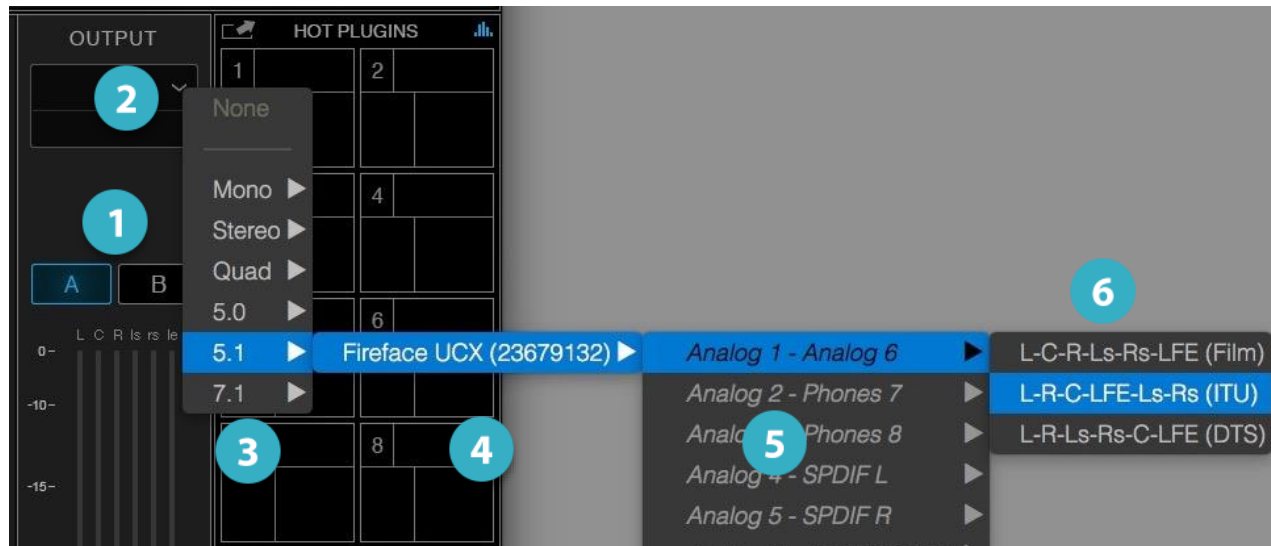 OUTPUT
HOT PLUGINS
1
2
2
None
Mono
4
1
Stereo
Quad
A
B
6
5.0
6
L C R ls rs le
0-
5.1
Fireface UCX (23679132)
Analog 1 - Analog 6
L-C-R-Ls-Rs-LFE (Film)
7.1
Analog 2 - Phones 7
L-R-C-LFE-Ls-Rs (ITU)
-10-
3
8
4
5
Phones 8
L-R-Ls-Rs-C-LFE (DTS)
-15-
Analog 4 - SPDIF L
Analog 5 - SPDIF R